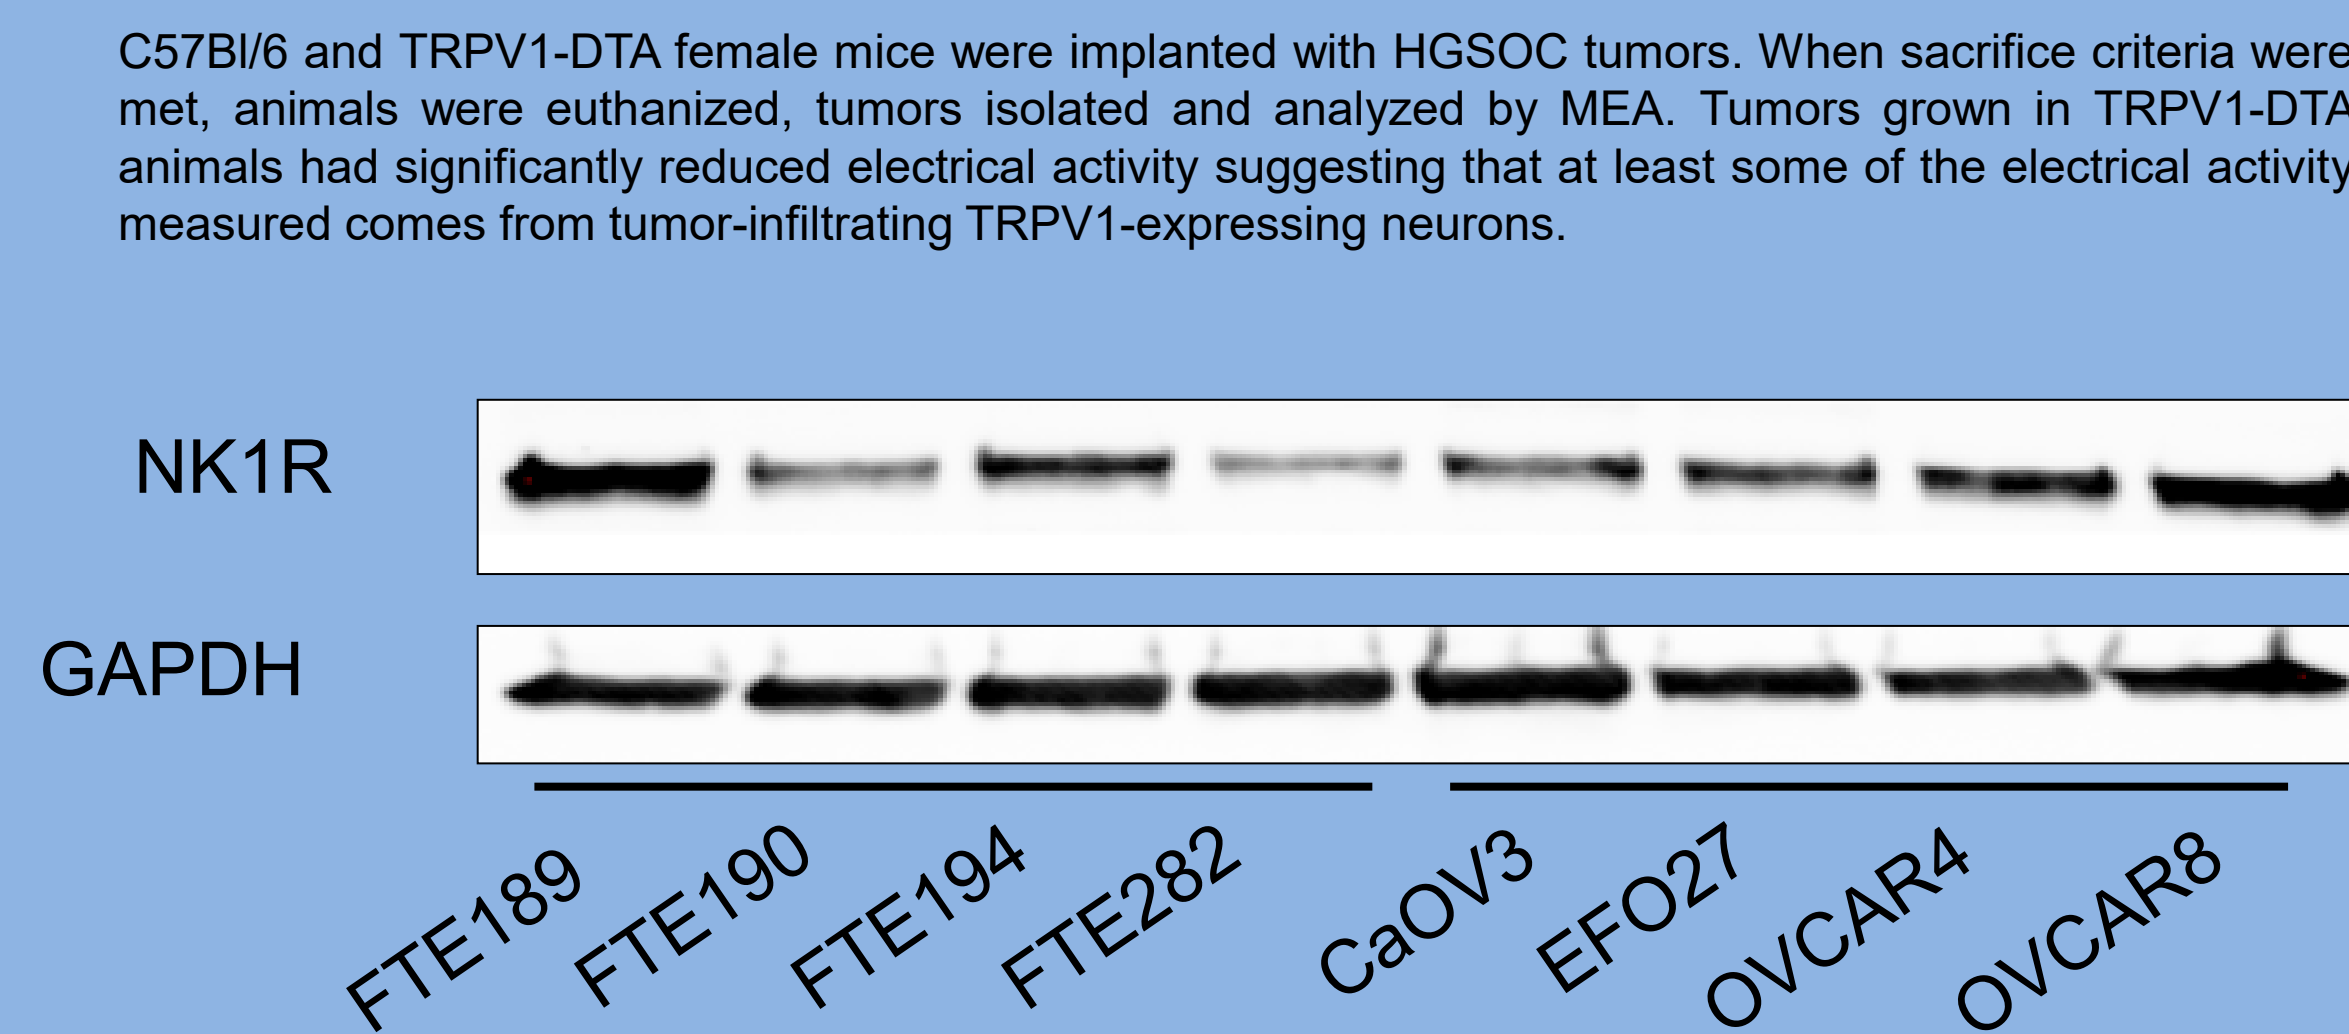 C57Bl/6 and TRPV1-DTA female mice were implanted with HGSOC tumors. When sacrifice criteria were
met, animals were euthanized, tumors isolated and analyzed by MEA. Tumors grown in TRPV1-DTA
animals had significantly reduced electrical activity suggesting that at least some of the electrical activity
measured comes from tumor-infiltrating TRPV1-expressing neurons.
NK1R
GAPDH
FTE189
FTE190
FTE194
FTE282
CaOV3
EFO27
OVCAR4
OVCAR8